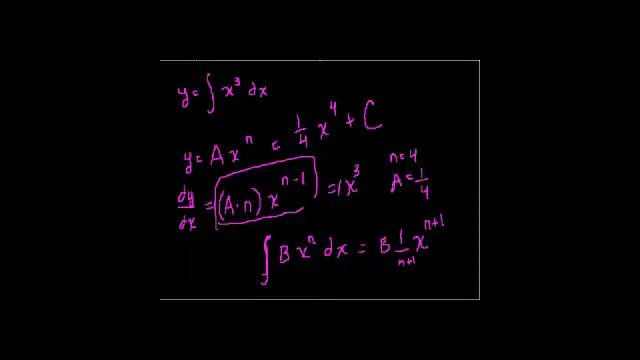 y = ∫ x³ dx
y = A xⁿ = 1/4 x⁴ + C
dy/dx = (A·n) xⁿ⁻¹ = 1x³
n = 4
A = 1/4
∫ B xⁿ dx = B 1/(n+1) xⁿ⁺¹